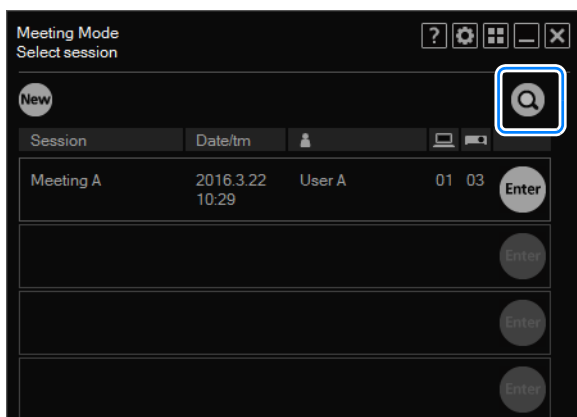 Meeting Mode
Select session
?
New
Session Date/tm
Meeting A 2016.3.22 User A 01 03 Enter
10:29
Enter
Enter
Enter